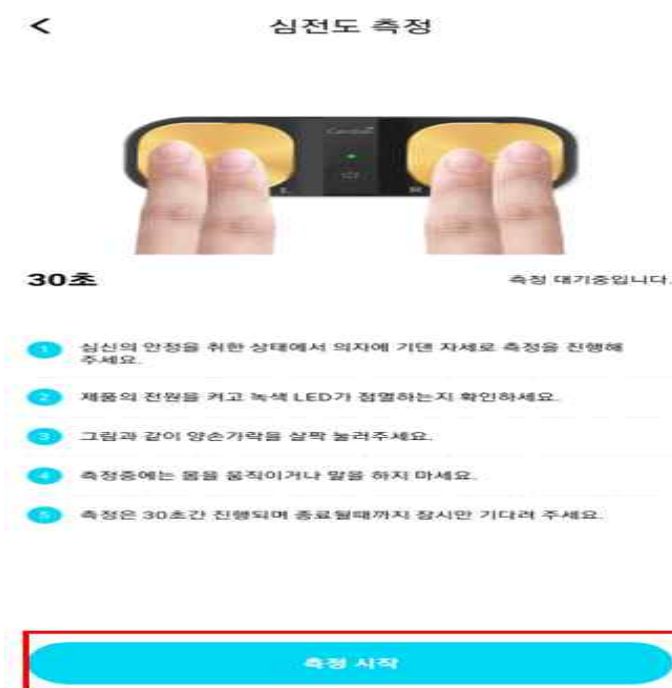 심전도 측정
L R
30초 측정 대기중입니다.
1 심신의 안정을 취한 상태에서 의자에 기댄 자세로 측정을 진행해
주세요.
2 제품의 전원을 켜고 녹색 LED가 점멸하는지 확인하세요.
3 그림과 같이 양손가락을 살짝 눌러주세요.
4 측정중에는 몸을 움직이거나 말을 하지 마세요.
5 측정은 30초간 진행되며 종료될때까지 잠시만 기다려 주세요.
측정 시작